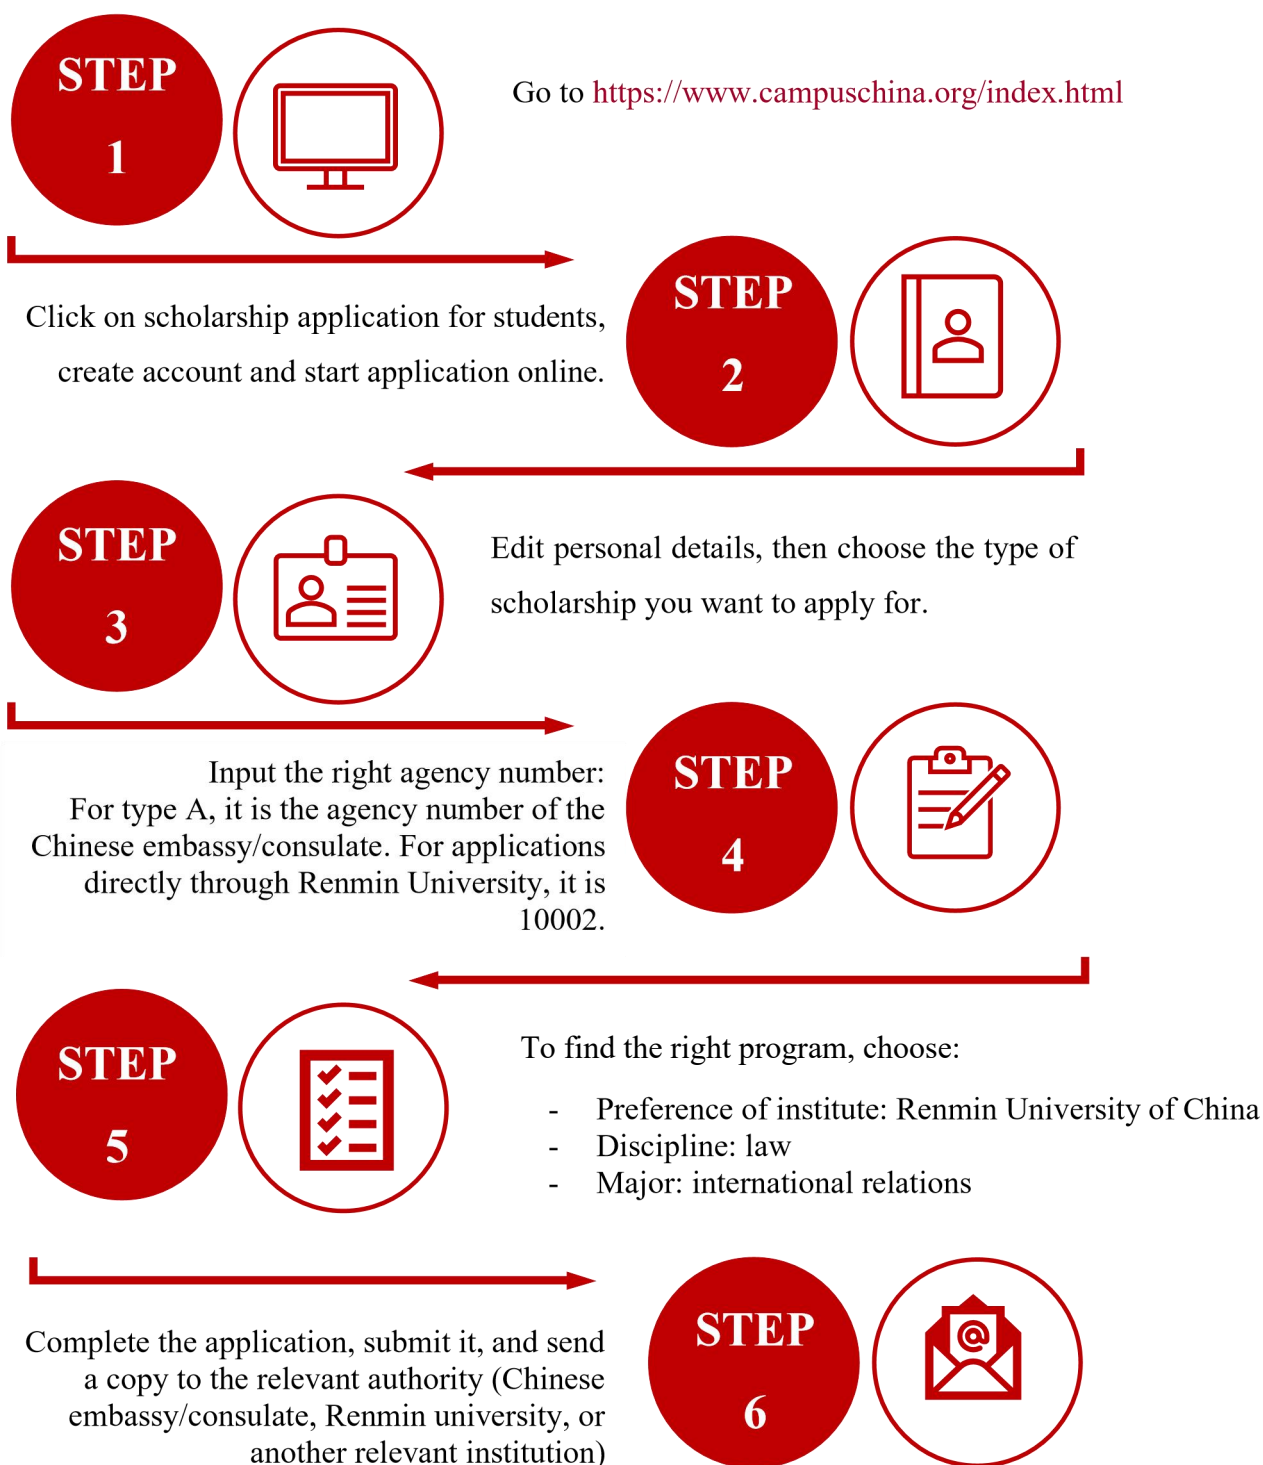 STEP
1
Go to https://www.campuschina.org/index.html
Click on scholarship application for students,
create account and start application online.
STEP
2
STEP
3
Edit personal details, then choose the type of
scholarship you want to apply for.
Input the right agency number:
For type A, it is the agency number of the
Chinese embassy/consulate. For applications
directly through Renmin University, it is
10002.
STEP
4
STEP
5
To find the right program, choose:
- Preference of institute: Renmin University of China
- Discipline: law
- Major: international relations
Complete the application, submit it, and send
a copy to the relevant authority (Chinese
embassy/consulate, Renmin university, or
another relevant institution)
STEP
6
@